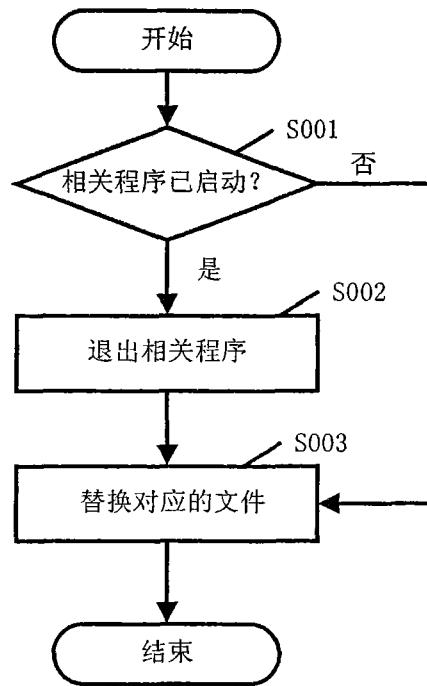 开始
S001
相关程序已启动?
否
是
S002
退出相关程序
S003
替换对应的文件
结束